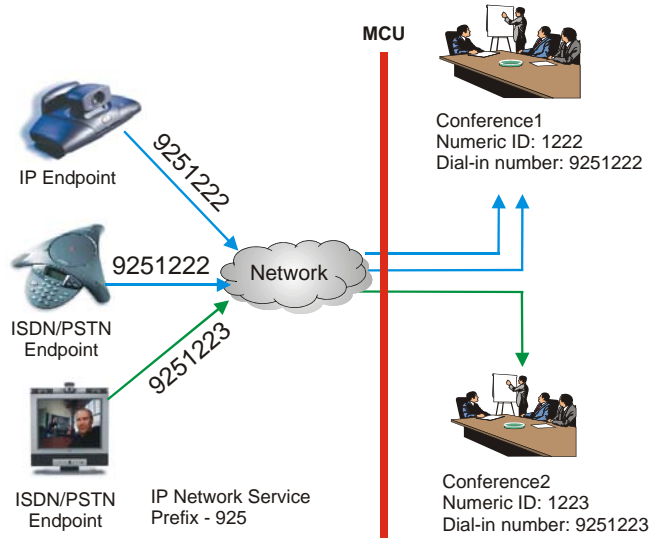 MCU
Conference1
Numeric ID: 1222
Dial-in number: 9251222
IP Endpoint
9251222
ISDN/PSTN
Endpoint
9251222
Network
9251223
ISDN/PSTN
Endpoint
IP Network Service
Prefix - 925
Conference2
Numeric ID: 1223
Dial-in number: 9251223